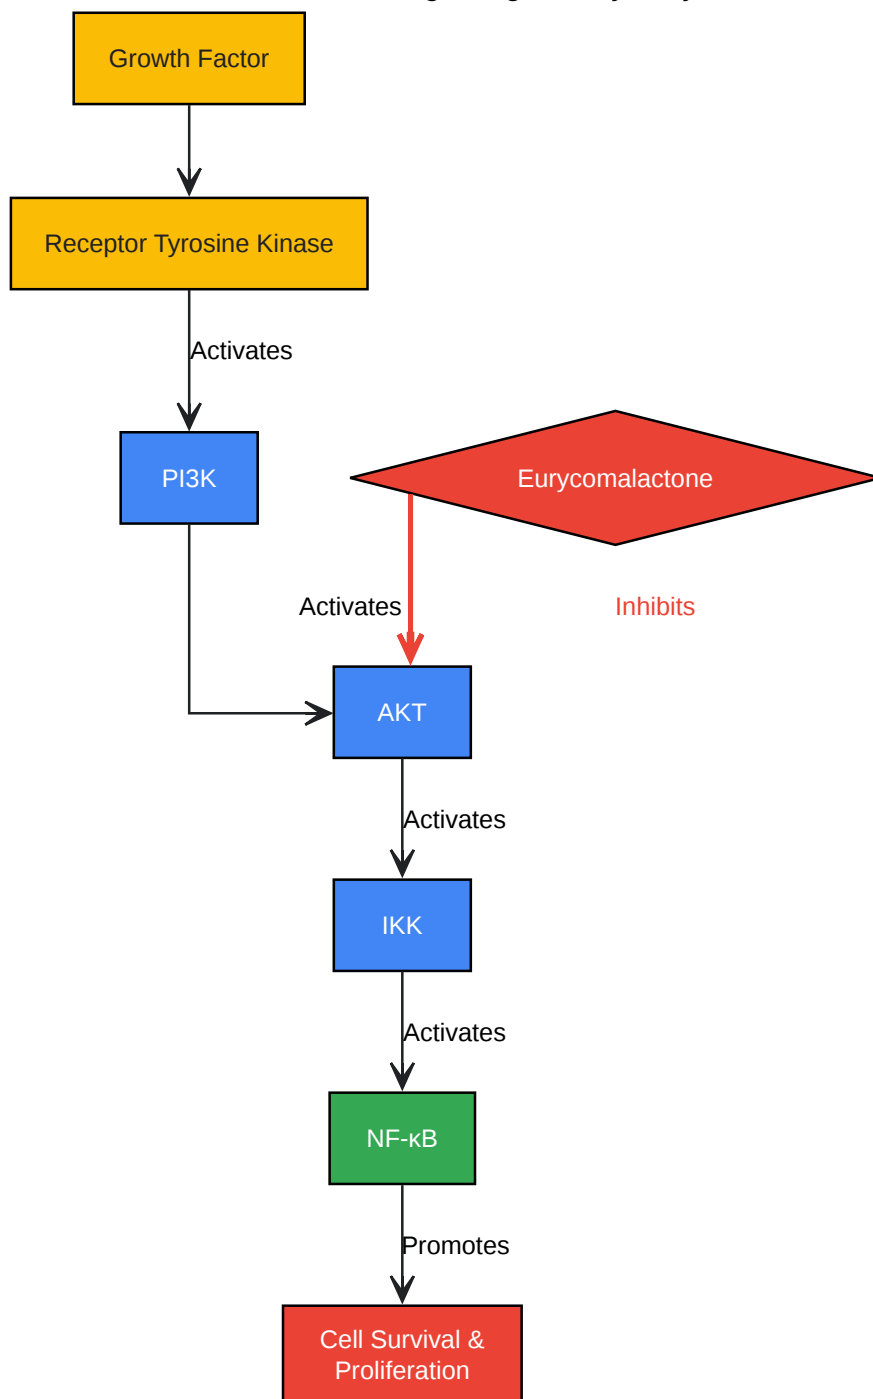 Growth Factor
Receptor Tyrosine Kinase
Activates
PI3K
Eurycomalactone
Activates
Inhibits
AKT
Activates
IKK
Activates
NF-κB
Promotes
Cell Survival &
Proliferation